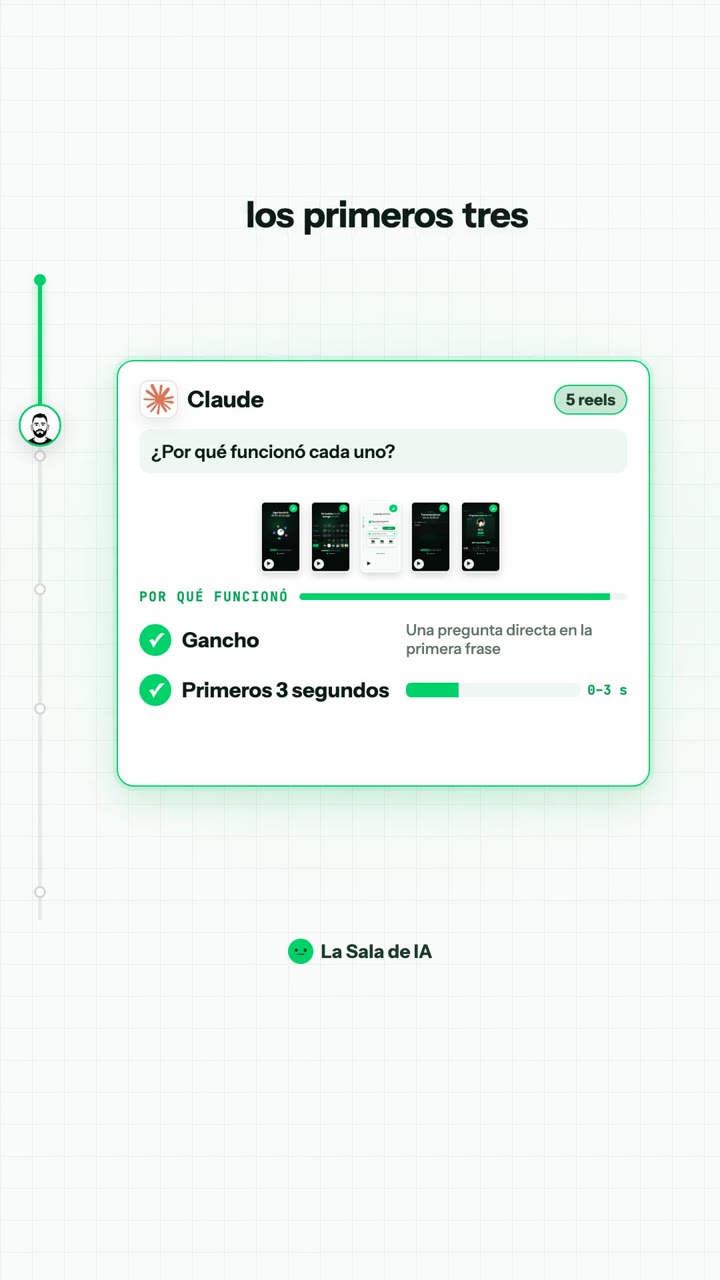 los primeros tres
Claude
5 reels
¿Por qué funcionó cada uno?
POR QUÉ FUNCIONÓ
Gancho
Una pregunta directa en la
primera frase
Primeros 3 segundos
0–3 s
La Sala de IA